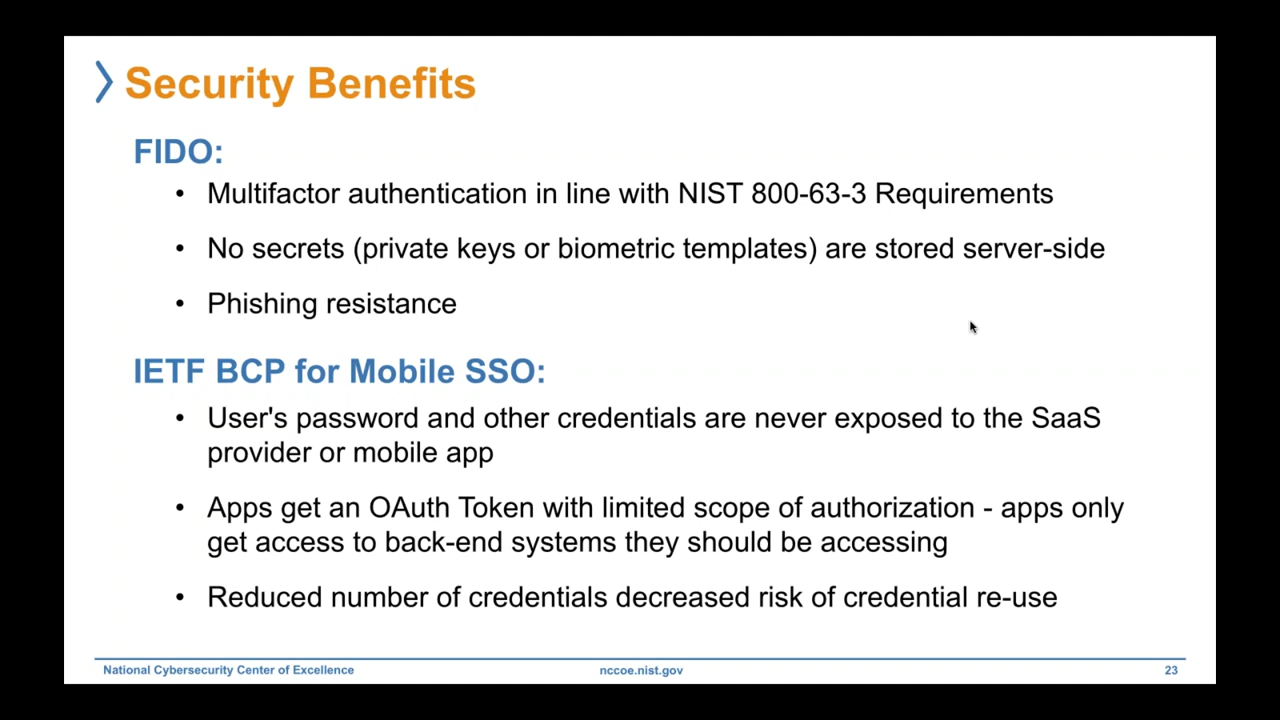 Security Benefits
FIDO:
• Multifactor authentication in line with NIST 800-63-3 Requirements
• No secrets (private keys or biometric templates) are stored server-side
• Phishing resistance
IETF BCP for Mobile SSO:
• User's password and other credentials are never exposed to the SaaS
provider or mobile app
• Apps get an OAuth Token with limited scope of authorization - apps only
get access to back-end systems they should be accessing
• Reduced number of credentials decreased risk of credential re-use
National Cybersecurity Center of Excellence
nccoe.nist.gov
23